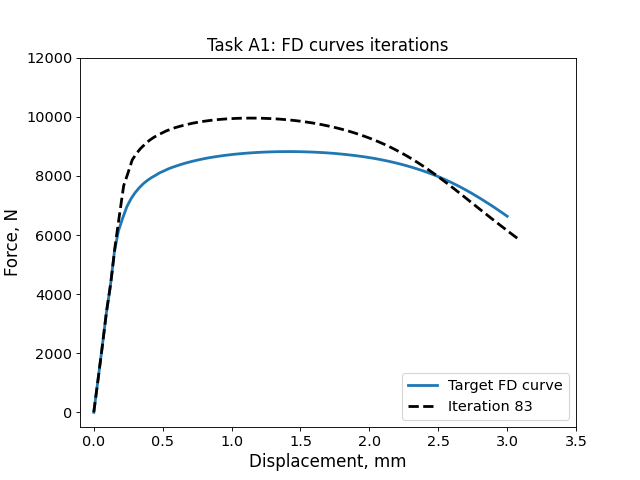 Task A1: FD curves iterations
12000
10000
8000
6000
4000
2000
0
Force, N
0.0 0.5 1.0 1.5 2.0 2.5 3.0 3.5
Displacement, mm
Target FD curve
Iteration 83